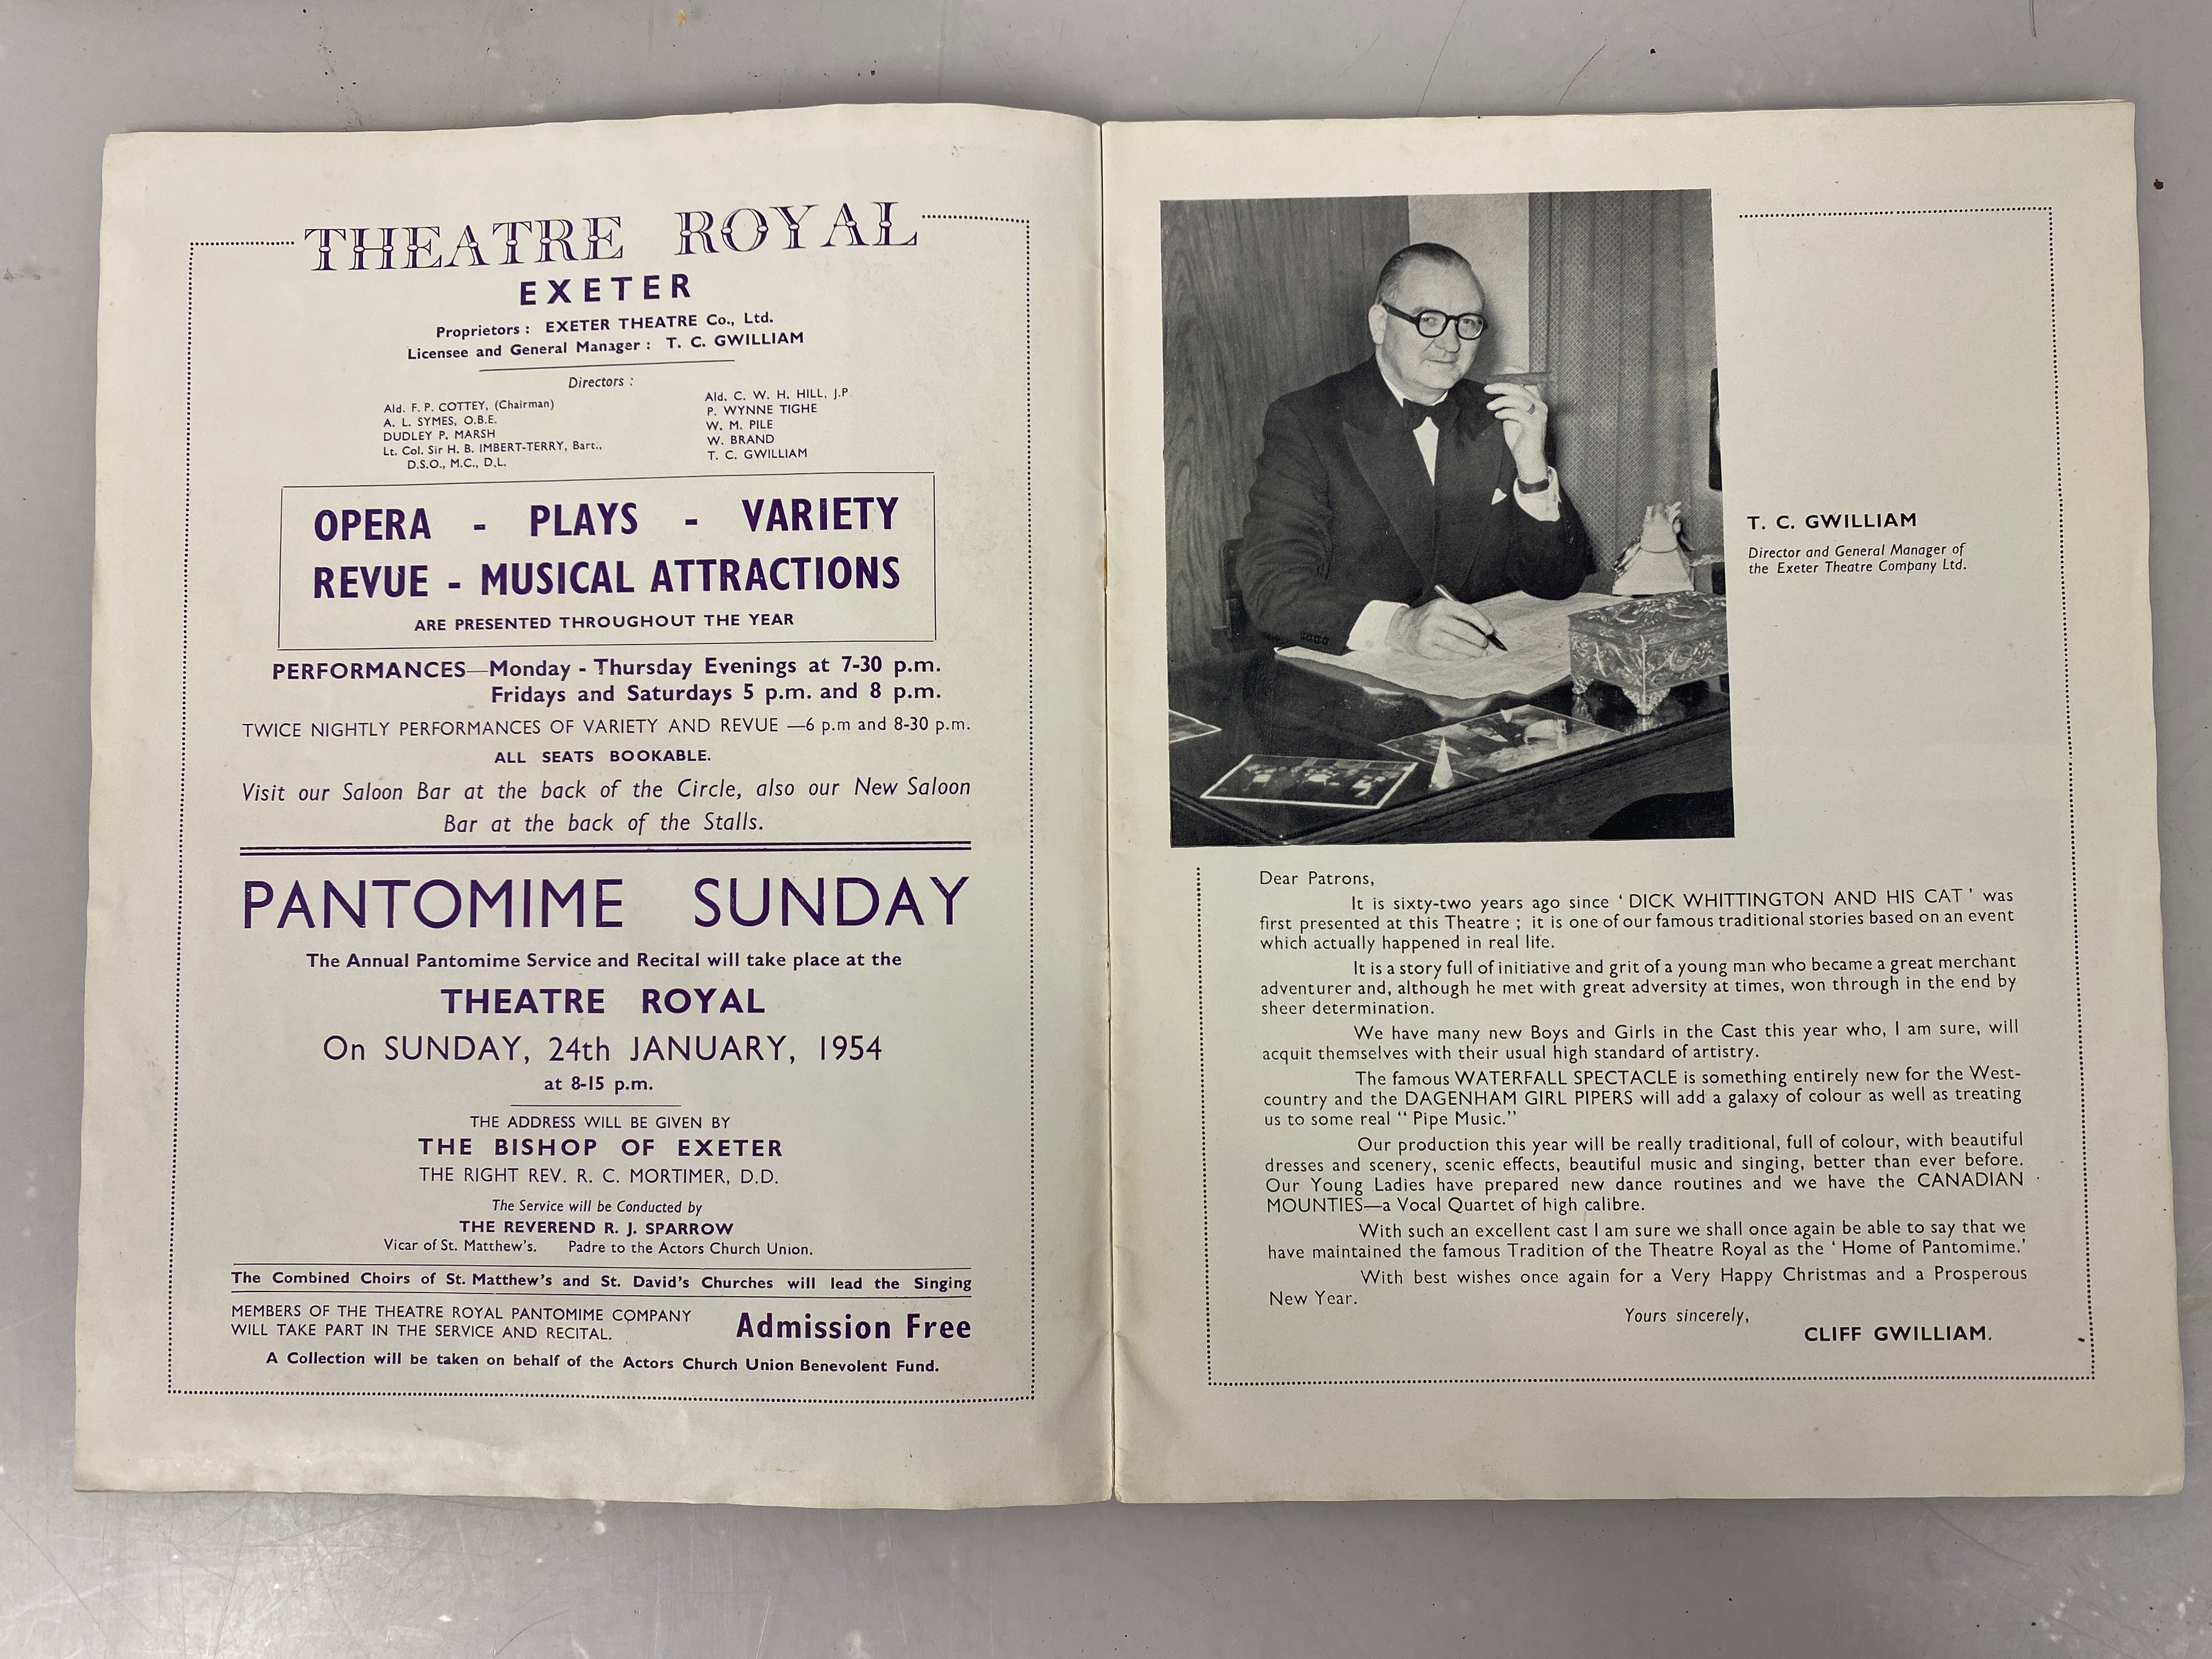 THEATRE ROYAL
EXETER
Proprietors : EXETER THEATRE Co., Ltd.
Licensee and General Manager : T. C. GWILLIAM
Directors :
Ald. F. P. COTTEY, (Chairman)
A. L. SYMES, O.B.E.
DUDLEY P. MARSH
Lt. Col. Sir H. B. IMBERT-TERRY, Bart.,
D.S.O., M.C., D.L.
Ald. C. W. H. HILL, J.P
P. WYNNE TIGHE
W. M. PILE
W. BRAND
T. C. GWILLIAM
OPERA - PLAYS - VARIETY
REVUE - MUSICAL ATTRACTIONS
ARE PRESENTED THROUGHOUT THE YEAR
PERFORMANCES—Monday - Thursday Evenings at 7-30 p.m.
Fridays and Saturdays 5 p.m. and 8 p.m.
TWICE NIGHTLY PERFORMANCES OF VARIETY AND REVUE —6 p.m and 8-30 p.m.
ALL SEATS BOOKABLE.
Visit our Saloon Bar at the back of the Circle, also our New Saloon
Bar at the back of the Stalls.
PANTOMIME SUNDAY
The Annual Pantomime Service and Recital will take place at the
THEATRE ROYAL
On SUNDAY, 24th JANUARY, 1954
at 8-15 p.m.
THE ADDRESS WILL BE GIVEN BY
THE BISHOP OF EXETER
THE RIGHT REV. R. C. MORTIMER, D.D.
The Service will be Conducted by
THE REVEREND R. J. SPARROW
Vicar of St. Matthew's. Padre to the Actors Church Union.
The Combined Choirs of St. Matthew's and St. David's Churches will lead the Singing
MEMBERS OF THE THEATRE ROYAL PANTOMIME COMPANY
WILL TAKE PART IN THE SERVICE AND RECITAL.
Admission Free
A Collection will be taken on behalf of the Actors Church Union Benevolent Fund.
T. C. GWILLIAM
Director and General Manager of
the Exeter Theatre Company Ltd.
Dear Patrons,
It is sixty-two years ago since ' DICK WHITTINGTON AND HIS CAT ' was
first presented at this Theatre ; it is one of our famous traditional stories based on an event
which actually happened in real life.
It is a story full of initiative and grit of a young man who became a great merchant
adventurer and, although he met with great adversity at times, won through in the end by
sheer determination.
We have many new Boys and Girls in the Cast this year who, I am sure, will
acquit themselves with their usual high standard of artistry.
The famous WATERFALL SPECTACLE is something entirely new for the West-
country and the DAGENHAM GIRL PIPERS will add a galaxy of colour as well as treating
us to some real " Pipe Music."
Our production this year will be really traditional, full of colour, with beautiful
dresses and scenery, scenic effects, beautiful music and singing, better than ever before.
Our Young Ladies have prepared new dance routines and we have the CANADIAN
MOUNTIES—a Vocal Quartet of high calibre.
With such an excellent cast I am sure we shall once again be able to say that we
have maintained the famous Tradition of the Theatre Royal as the ' Home of Pantomime.'
With best wishes once again for a Very Happy Christmas and a Prosperous
New Year.
Yours sincerely,
CLIFF GWILLIAM.